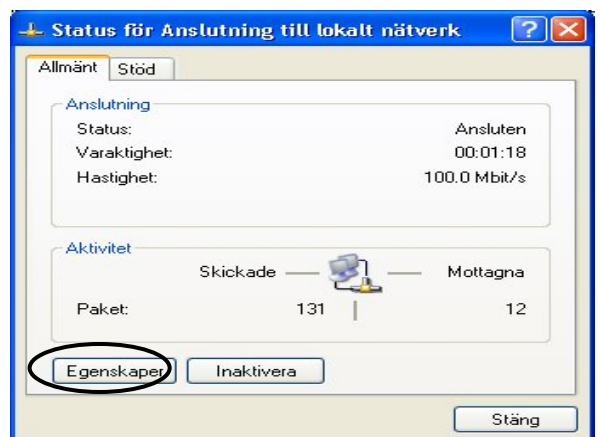 Status för Anslutning till lokalt nätverk
Allmänt Stöd
Anslutning
Status: Ansluten
Varaktighet: 00:01:18
Hastighet: 100.0 Mbit/s
Aktivitet
Skickade Mottagna
Paket: 131 12
Egenskaper Inaktivera
Stäng